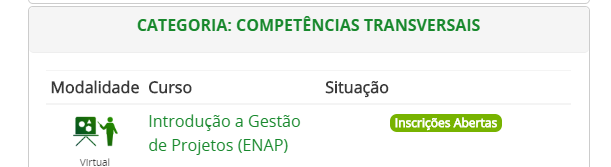 CATEGORIA: COMPETÊNCIAS TRANSVERSAIS
Modalidade Curso Situação
Introdução a Gestão Inscrições Abertas
de Projetos (ENAP)
Virtual